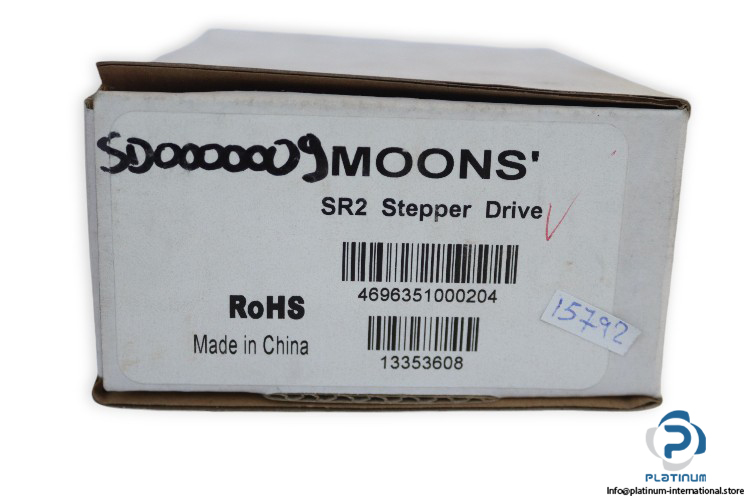 SD0000009 MOONS'
SR2 Stepper Drive
V
4696351000204
RoHS
15792
Made in China
13353608
PLATINUM
Info@platinum-international.store